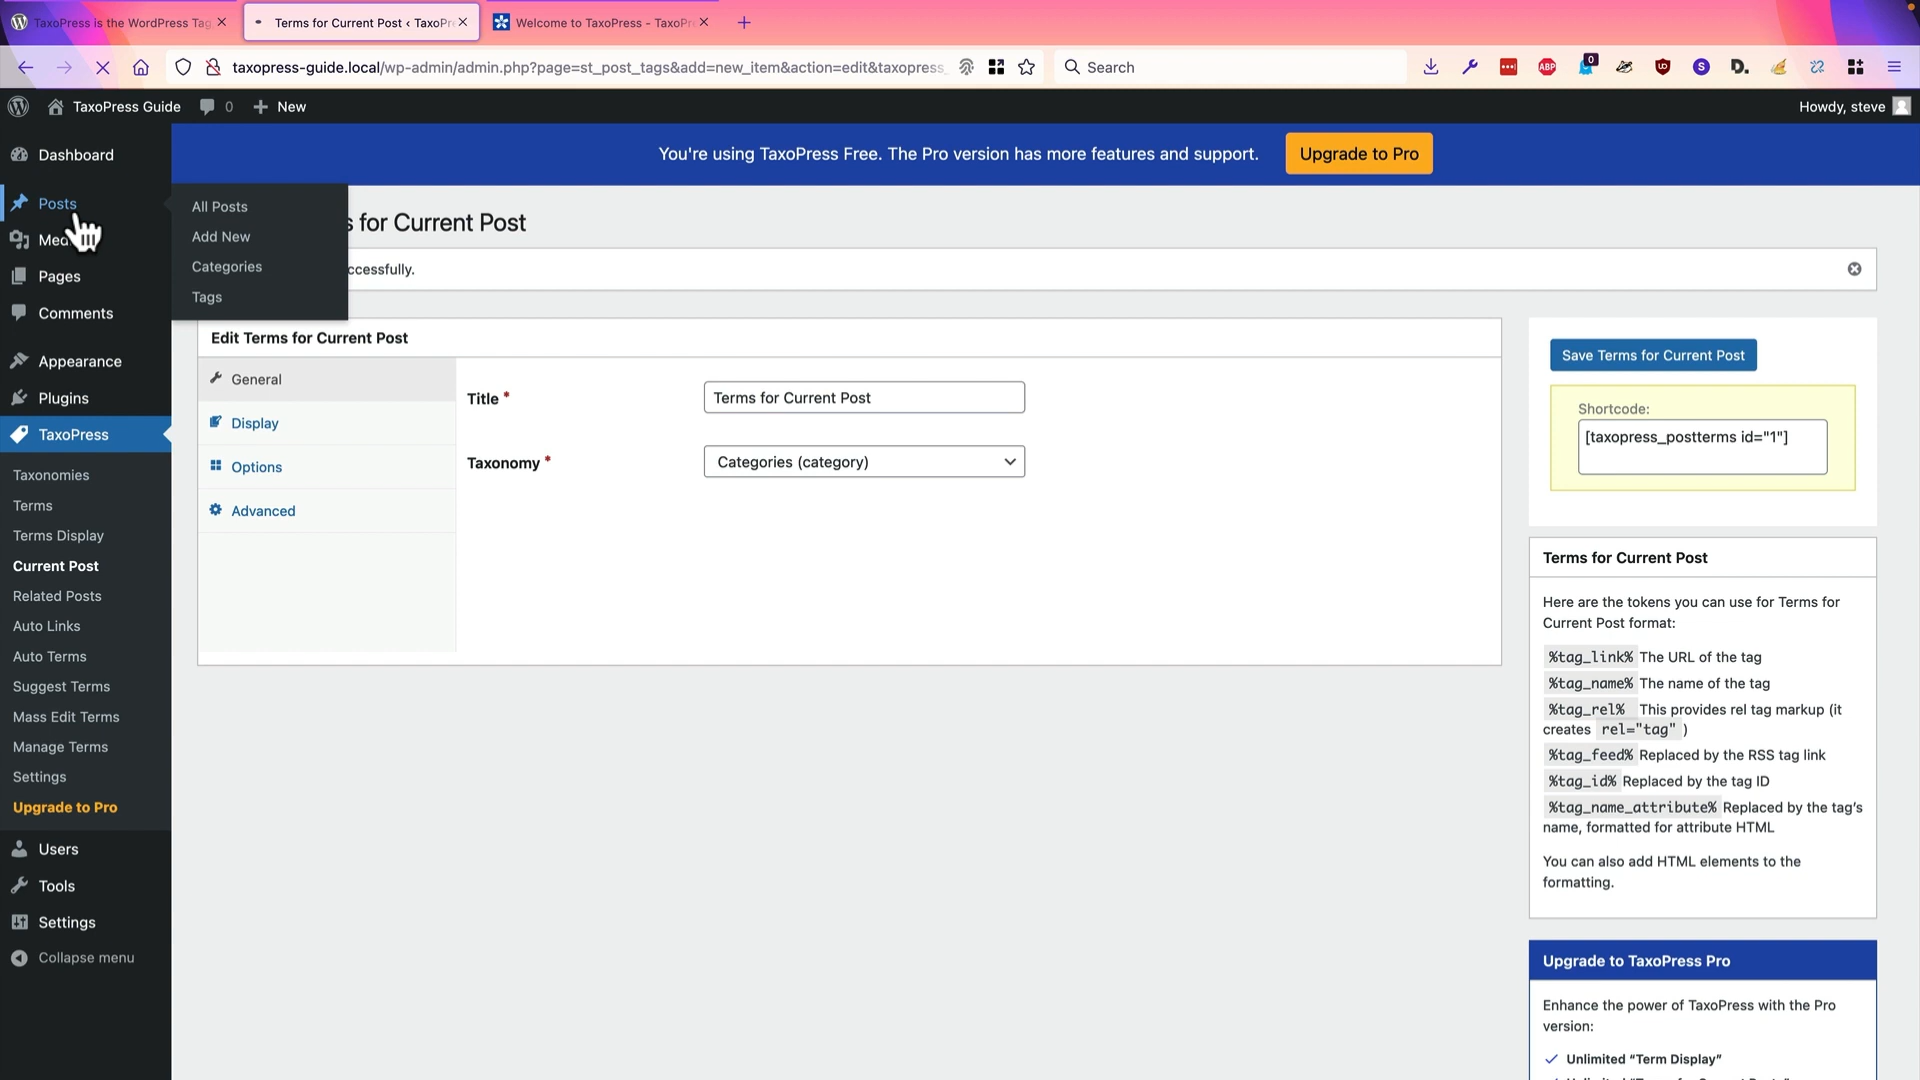 TaxoPress is the WordPress Tag
Terms for Current Post ‹ TaxoPr
Welcome to TaxoPress - TaxoPr
taxopress-guide.local/wp-admin/admin.php?page=st_post_tags&add=new_item&action=edit&taxopress_
Search
ABP
0
S
D.
TaxoPress Guide
0
New
Howdy, steve
You're using TaxoPress Free. The Pro version has more features and support.
Upgrade to Pro
Dashboard
Posts
Pages
Comments
Appearance
Plugins
TaxoPress
Taxonomies
Terms
Terms Display
Current Post
Related Posts
Auto Links
Auto Terms
Suggest Terms
Mass Edit Terms
Manage Terms
Settings
Upgrade to Pro
Users
Tools
Settings
Collapse menu
All Posts
Add New
Categories
Tags
s for Current Post
ccessfully.
Edit Terms for Current Post
General
Display
Options
Advanced
Title *
Terms for Current Post
Taxonomy *
Categories (category)
Save Terms for Current Post
Shortcode:
[taxopress_postterms id="1"]
Terms for Current Post
Here are the tokens you can use for Terms for
Current Post format:
%tag_link% The URL of the tag
%tag_name% The name of the tag
%tag_rel% This provides rel tag markup (it
creates rel="tag" )
%tag_feed% Replaced by the RSS tag link
%tag_id% Replaced by the tag ID
%tag_name_attribute% Replaced by the tag’s
name, formatted for attribute HTML
You can also add HTML elements to the
formatting.
Upgrade to TaxoPress Pro
Enhance the power of TaxoPress with the Pro
version:
Unlimited “Term Display”